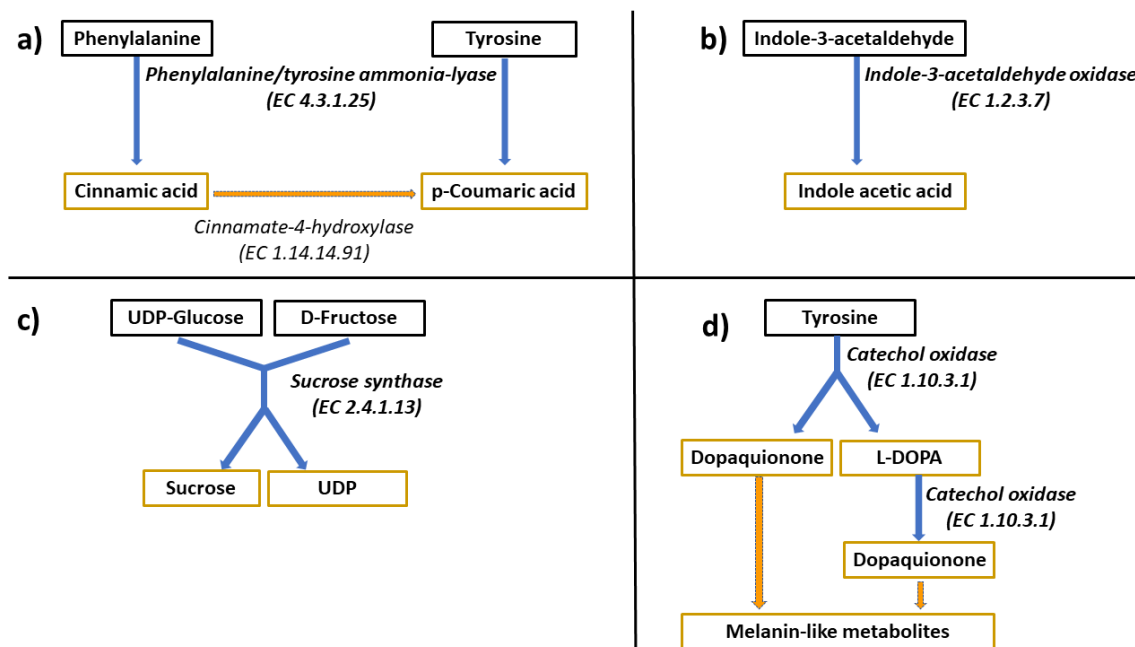 a)
Phenylalanine
Tyrosine
Phenylalanine/tyrosine ammonia-lyase
(EC 4.3.1.25)
Cinnamic acid
p-Coumaric acid
Cinnamate-4-hydroxylase
(EC 1.14.14.91)
b)
Indole-3-acetaldehyde
Indole-3-acetaldehyde oxidase
(EC 1.2.3.7)
Indole acetic acid
c)
UDP-Glucose
D-Fructose
Sucrose synthase
(EC 2.4.1.13)
Sucrose
UDP
d)
Tyrosine
Catechol oxidase
(EC 1.10.3.1)
Dopaquionone
L-DOPA
Catechol oxidase
(EC 1.10.3.1)
Dopaquionone
Melanin-like metabolites